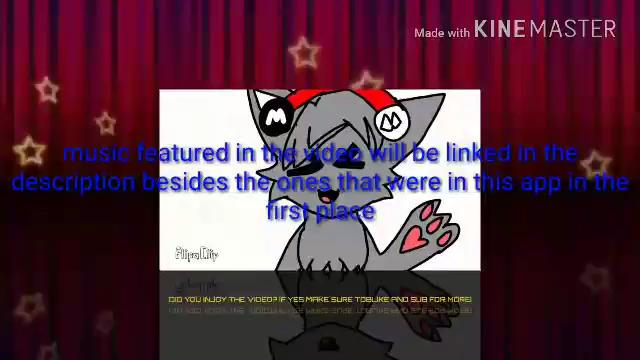 Made with KINEMASTER
M
music featured in the video will be linked in the
description besides the ones that were in this app in the
first place
FlipaClip
DID YOU INJOY THE VIDEO? IF YES MAKE SURE TOBLIKE AND SUB FOR MORE!